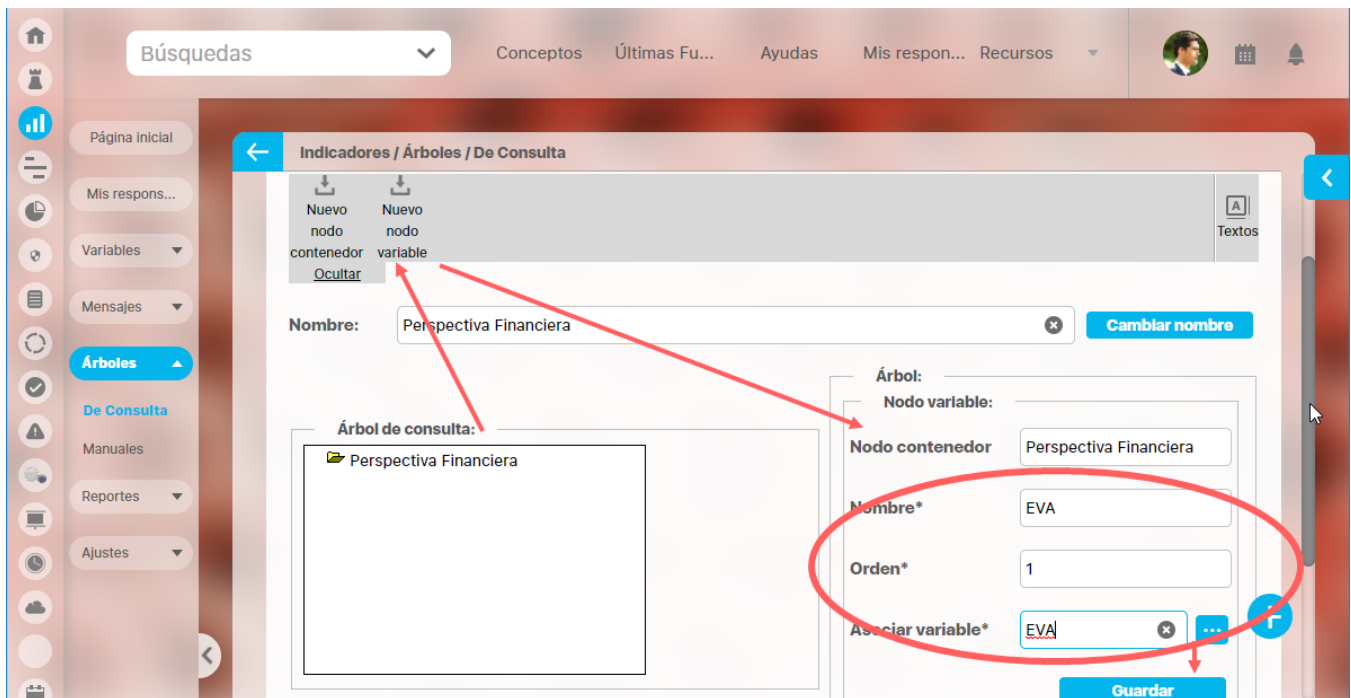 Búsquedas
Conceptos Últimas Fu... Ayudas Mis respon... Recursos
Página inicial
Mis respons...
Variables
Mensajes
Árboles
De Consulta
Manuales
Reportes
Ajustes
Indicadores / Árboles / De Consulta
Nuevo nodo contenedor
Nuevo nodo variable
Textos
Ocultar
Nombre: Perspectiva Financiera Cambiar nombre
Árbol de consulta:
Perspectiva Financiera
Árbol:
Nodo variable:
Nodo contenedor Perspectiva Financiera
Nombre* EVA
Orden* 1
Asociar variable* EVA ...
Guardar